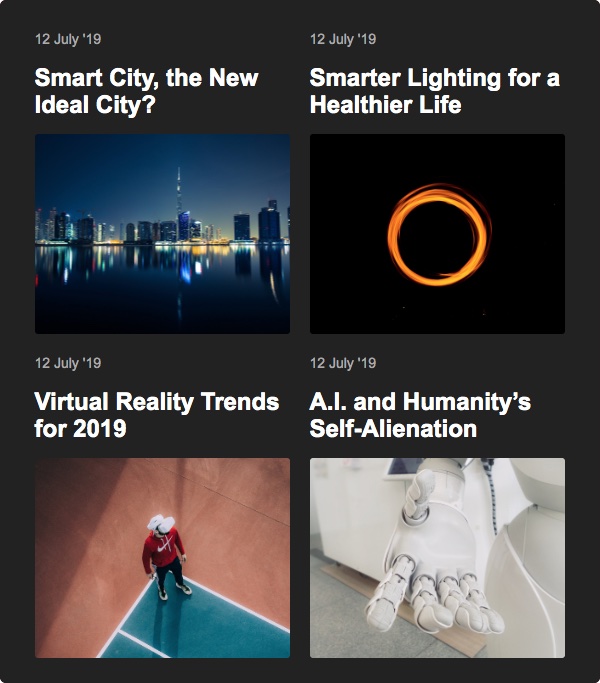 12 July '19
Smart City, the New
Ideal City?
12 July '19
Smarter Lighting for a
Healthier Life
12 July '19
Virtual Reality Trends
for 2019
12 July '19
A.I. and Humanity’s
Self-Alienation